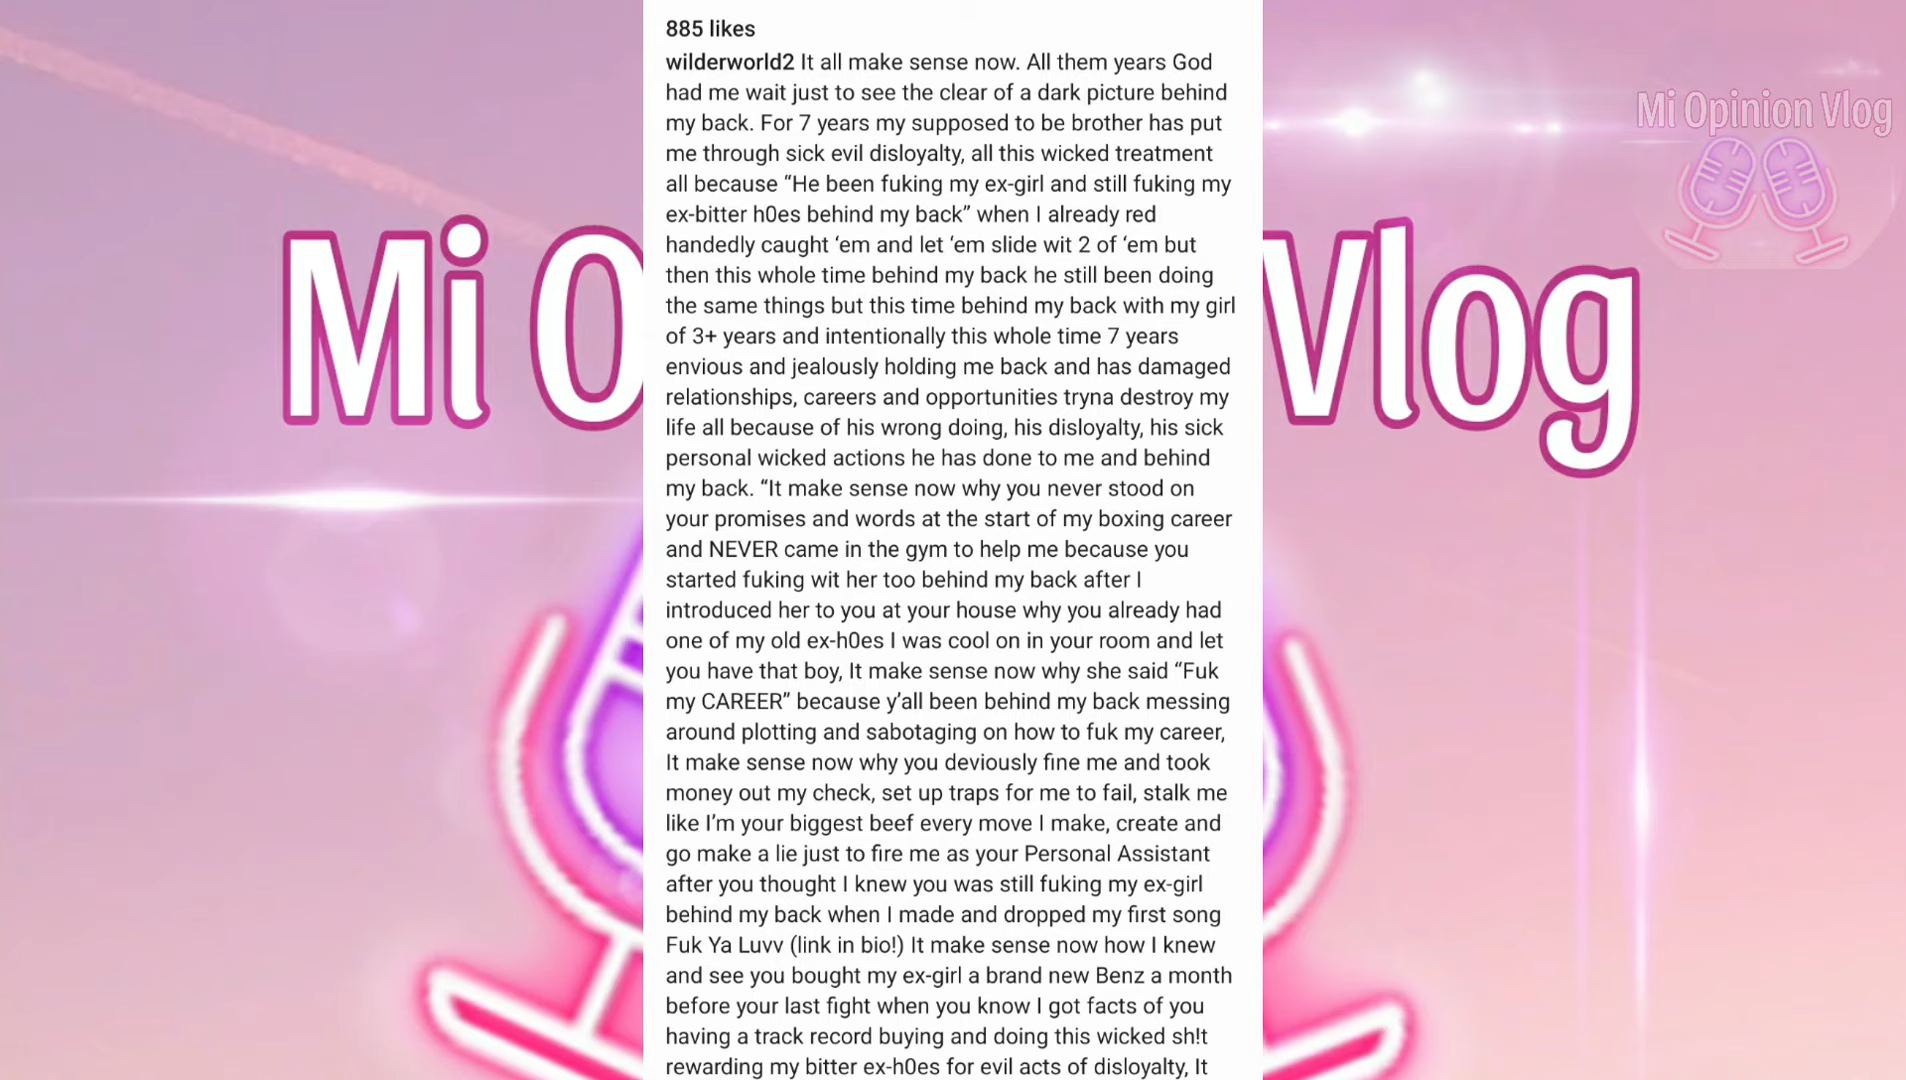 885 likes
wilderworld2 It all make sense now. All them years God
had me wait just to see the clear of a dark picture behind
my back. For 7 years my supposed to be brother has put
me through sick evil disloyalty, all this wicked treatment
all because “He been fuking my ex-girl and still fuking my
ex-bitter h0es behind my back” when I already red
handedly caught ‘em and let ‘em slide wit 2 of ‘em but
then this whole time behind my back he still been doing
the same things but this time behind my back with my girl
of 3+ years and intentionally this whole time 7 years
envious and jealously holding me back and has damaged
relationships, careers and opportunities tryna destroy my
life all because of his wrong doing, his disloyalty, his sick
personal wicked actions he has done to me and behind
my back. “It make sense now why you never stood on
your promises and words at the start of my boxing career
and NEVER came in the gym to help me because you
started fuking wit her too behind my back after I
introduced her to you at your house why you already had
one of my old ex-h0es I was cool on in your room and let
you have that boy, It make sense now why she said “Fuk
my CAREER” because y’all been behind my back messing
around plotting and sabotaging on how to fuk my career,
It make sense now why you deviously fine me and took
money out my check, set up traps for me to fail, stalk me
like I’m your biggest beef every move I make, create and
go make a lie just to fire me as your Personal Assistant
after you thought I knew you was still fuking my ex-girl
behind my back when I made and dropped my first song
Fuk Ya Luvv (link in bio!) It make sense now how I knew
and see you bought my ex-girl a brand new Benz a month
before your last fight when you know I got facts of you
having a track record buying and doing this wicked sh!t
rewarding my bitter ex-h0es for evil acts of disloyalty, It
Mi O
Vlog
Mi Opinion Vlog